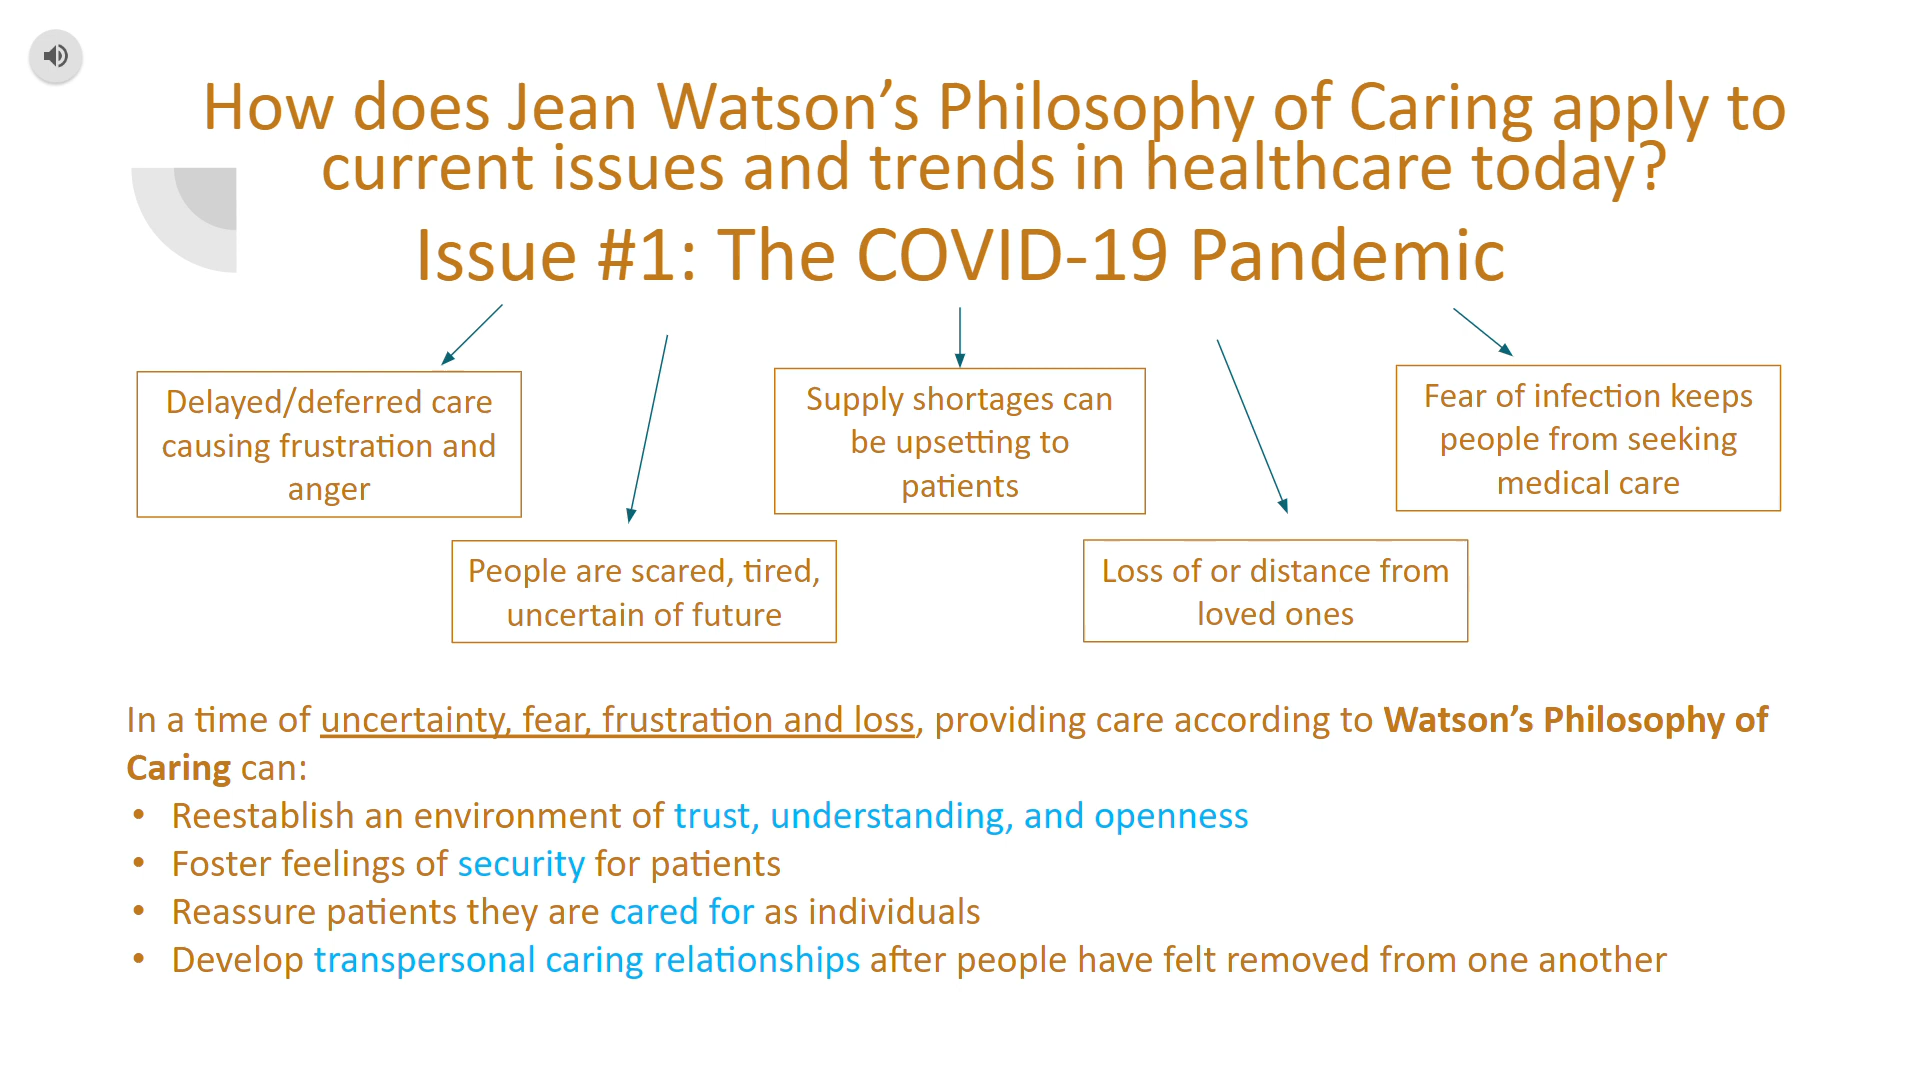 How does Jean Watson’s Philosophy of Caring apply to
current issues and trends in healthcare today?
Issue #1: The COVID-19 Pandemic
Delayed/deferred care
causing frustration and
anger
People are scared, tired,
uncertain of future
Supply shortages can
be upsetting to
patients
Loss of or distance from
loved ones
Fear of infection keeps
people from seeking
medical care
In a time of uncertainty, fear, frustration and loss, providing care according to Watson’s Philosophy of
Caring can:
• Reestablish an environment of trust, understanding, and openness
• Foster feelings of security for patients
• Reassure patients they are cared for as individuals
• Develop transpersonal caring relationships after people have felt removed from one another